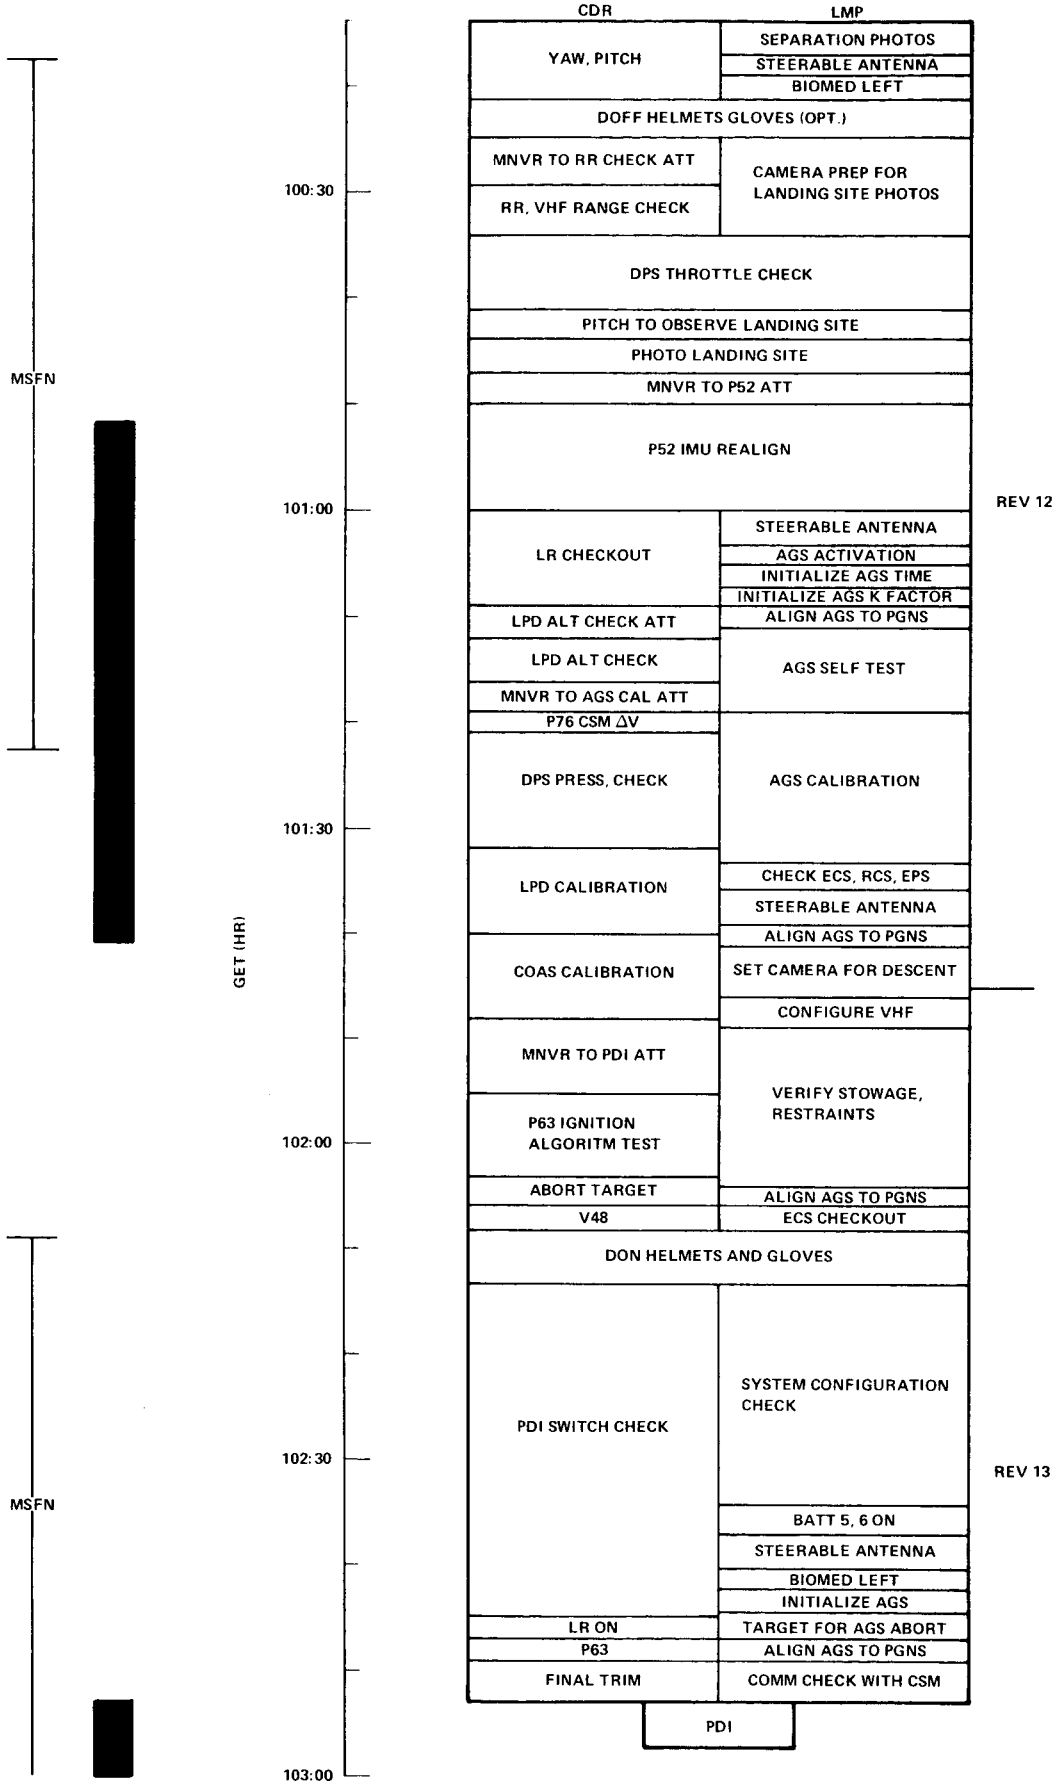 CDR LMP
YAW, PITCH
SEPARATION PHOTOS
STEERABLE ANTENNA
BIOMED LEFT
DOFF HELMETS GLOVES (OPT.)
MNVR TO RR CHECK ATT
RR, VHF RANGE CHECK
CAMERA PREP FOR
LANDING SITE PHOTOS
100:30
DPS THROTTLE CHECK
PITCH TO OBSERVE LANDING SITE
PHOTO LANDING SITE
MSFN
MNVR TO P52 ATT
P52 IMU REALIGN
REV 12
101:00
LR CHECKOUT
STEERABLE ANTENNA
AGS ACTIVATION
INITIALIZE AGS TIME
INITIALIZE AGS K FACTOR
LPD ALT CHECK ATT
ALIGN AGS TO PGNS
LPD ALT CHECK
AGS SELF TEST
MNVR TO AGS CAL ATT
P76 CSM ΔV
DPS PRESS, CHECK
AGS CALIBRATION
101:30
LPD CALIBRATION
CHECK ECS, RCS, EPS
STEERABLE ANTENNA
ALIGN AGS TO PGNS
GET (HR)
COAS CALIBRATION
SET CAMERA FOR DESCENT
CONFIGURE VHF
MNVR TO PDI ATT
VERIFY STOWAGE,
RESTRAINTS
P63 IGNITION
ALGORITM TEST
102:00
ABORT TARGET
ALIGN AGS TO PGNS
V48
ECS CHECKOUT
DON HELMETS AND GLOVES
SYSTEM CONFIGURATION
CHECK
PDI SWITCH CHECK
102:30
REV 13
MSFN
BATT 5, 6 ON
STEERABLE ANTENNA
BIOMED LEFT
INITIALIZE AGS
LR ON
TARGET FOR AGS ABORT
P63
ALIGN AGS TO PGNS
FINAL TRIM
COMM CHECK WITH CSM
PDI
103:00